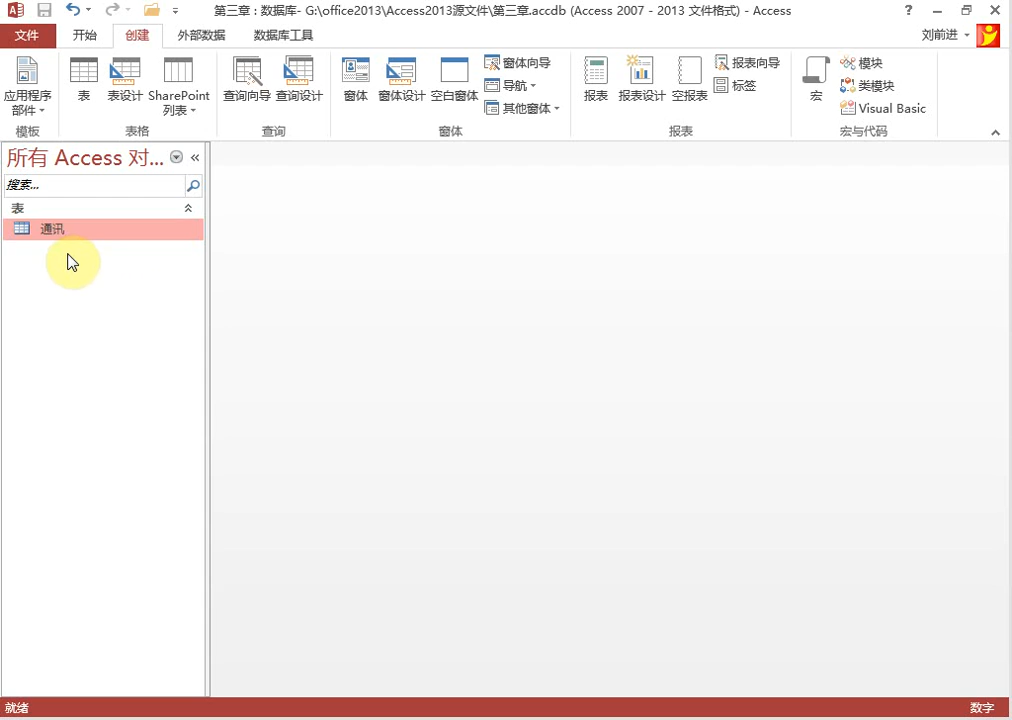 第三章 : 数据库- G:\office2013\Access2013源文件\第三章.accdb (Access 2007 - 2013 文件格式) - Access
文件
开始
创建
外部数据
数据库工具
刘前进
应用程序
部件
表
表设计
SharePoint
列表
查询向导
查询设计
窗体
窗体设计
空白窗体
窗体向导
导航
其他窗体
报表
报表设计
空报表
报表向导
标签
宏
模块
类模块
Visual Basic
模板
表格
查询
窗体
报表
宏与代码
所有 Access 对...
搜索...
表
通讯
就绪
数字